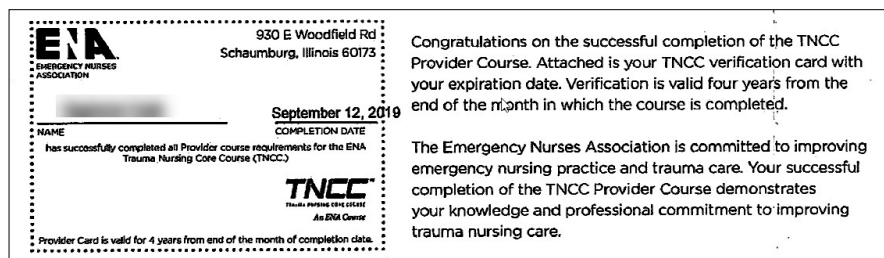 ENA
EMERGENCY NURSES
ASSOCIATION
930 E Woodfield Rd
Schaumburg, Illinois 60173
September 12, 2019
NAME
COMPLETION DATE
has successfully completed all Provider course requirements for the ENA
Trauma Nursing Core Course (TNCC.)
TNCC
TRAUMA NURSING CORE COURSE
An ENA Course
Provider Card is valid for 4 years from end of the month of completion date.
Congratulations on the successful completion of the TNCC
Provider Course. Attached is your TNCC verification card with
your expiration date. Verification is valid four years from the
end of the month in which the course is completed.
The Emergency Nurses Association is committed to improving
emergency nursing practice and trauma care. Your successful
completion of the TNCC Provider Course demonstrates
your knowledge and professional commitment to improving
trauma nursing care.